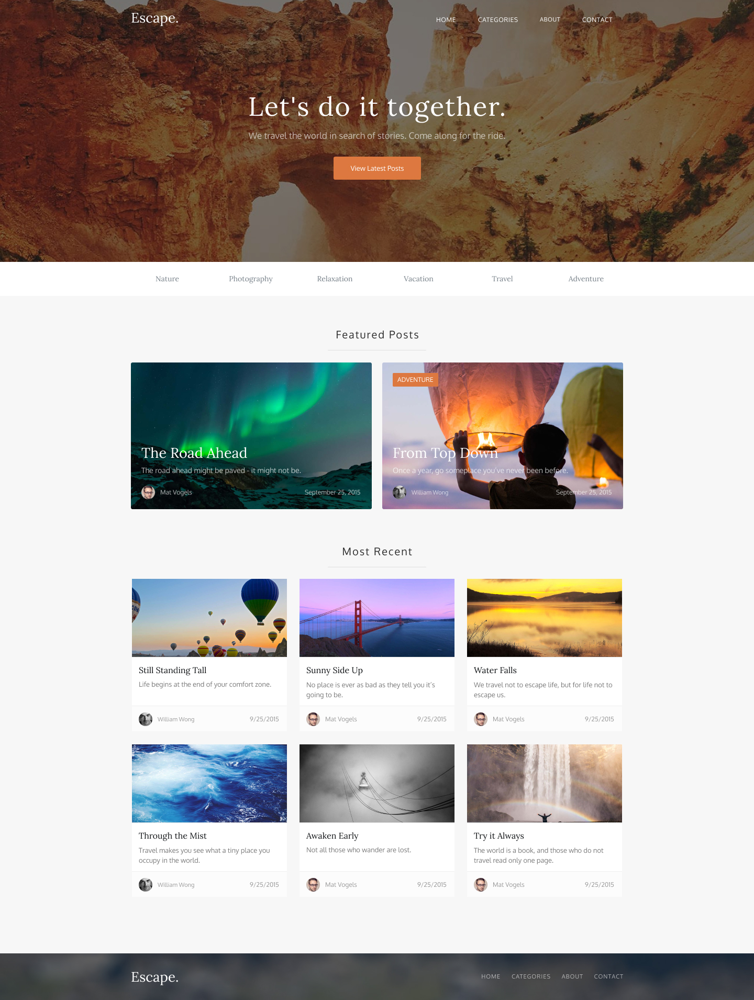 Escape.
HOME CATEGORIES ABOUT CONTACT
Let's do it together.
We travel the world in search of stories. Come along for the ride.
View Latest Posts
Nature Photography Relaxation Vacation Travel Adventure
Featured Posts
The Road Ahead
The road ahead might be paved - it might not be.
Mat Vogels September 25, 2015
ADVENTURE
From Top Down
Once a year, go someplace you've never been before.
William Wong September 25, 2015
Most Recent
Still Standing Tall
Life begins at the end of your comfort zone.
William Wong 9/25/2015
Sunny Side Up
No place is ever as bad as they tell you it's
going to be.
Mat Vogels 9/25/2015
Water Falls
We travel not to escape life, but for life not to
escape us.
Mat Vogels 9/25/2015
Through the Mist
Travel makes you see what a tiny place you
occupy in the world.
William Wong 9/25/2015
Awaken Early
Not all those who wander are lost.
Mat Vogels 9/25/2015
Try it Always
The world is a book, and those who do not
travel read only one page.
Mat Vogels 9/25/2015
Escape.
HOME CATEGORIES ABOUT CONTACT